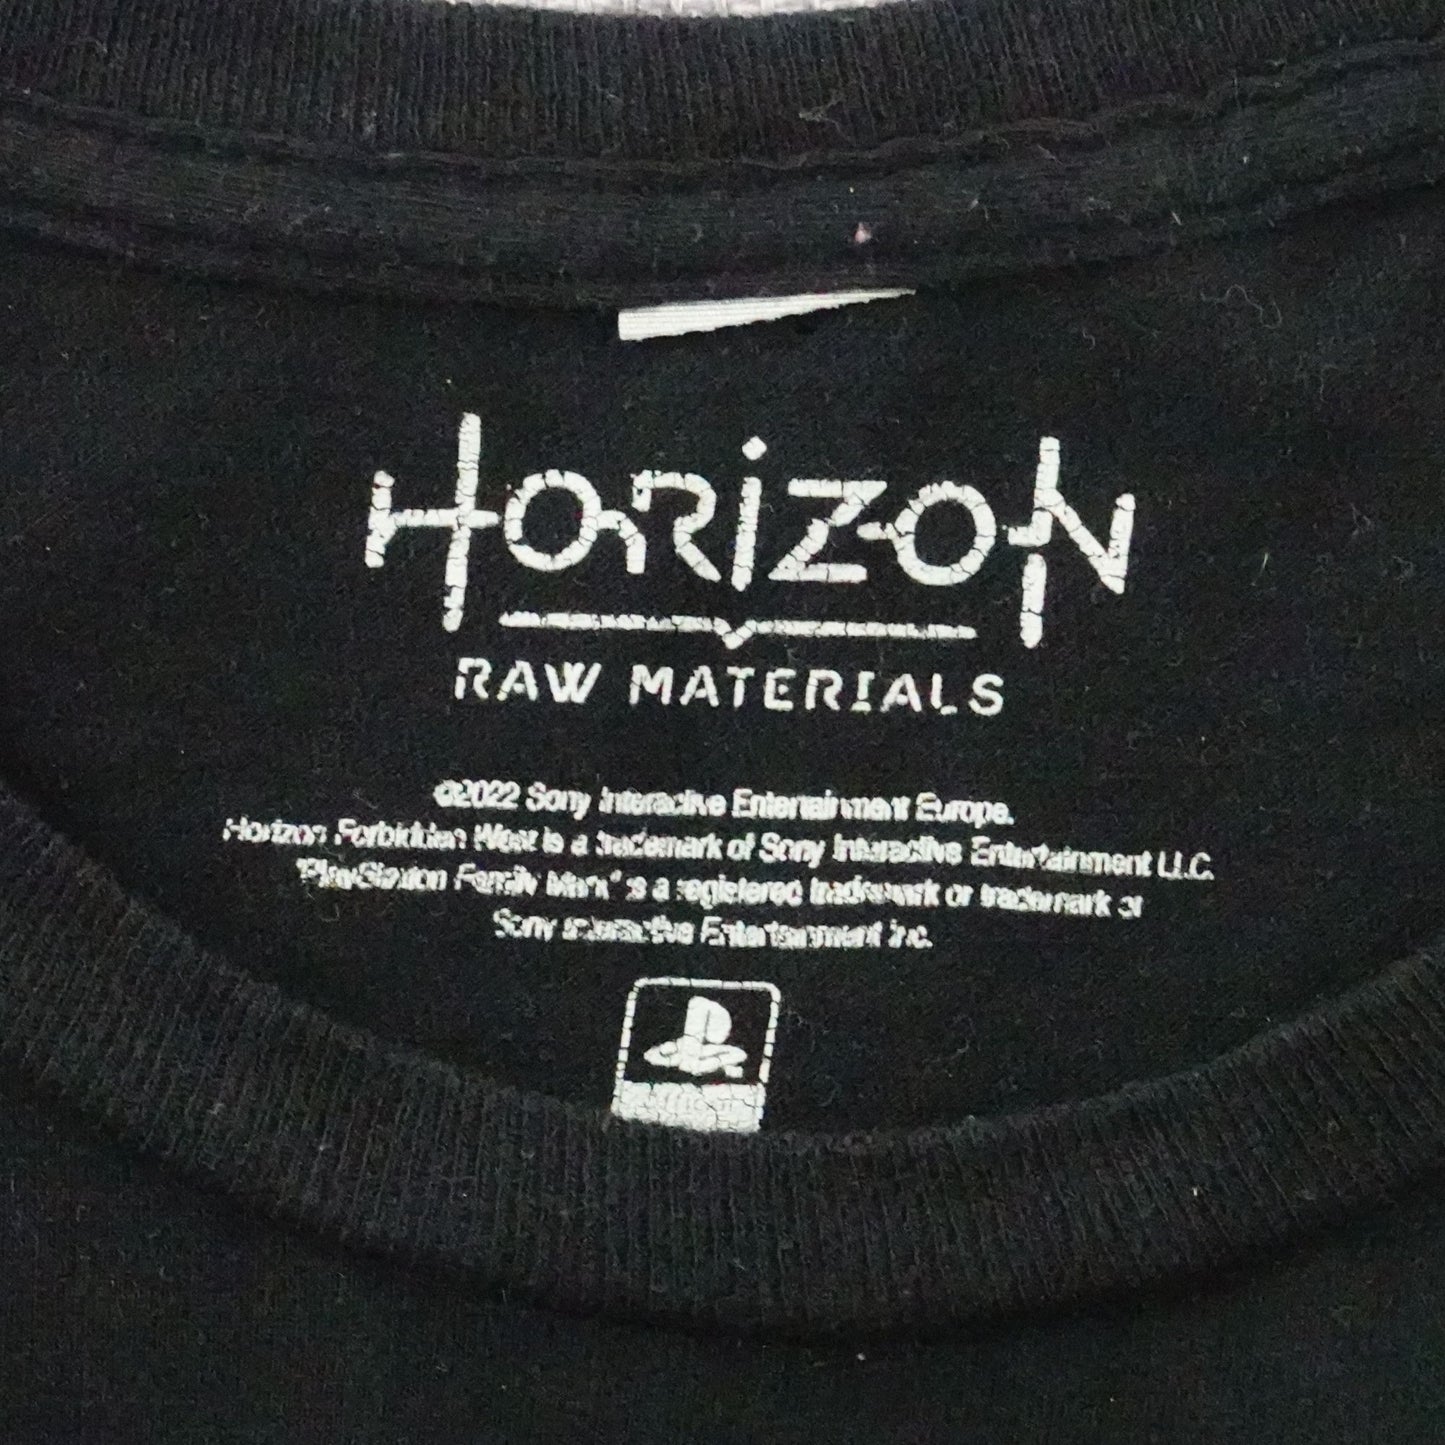 HORIZON
RAW MATERIALS
©2022 Sony Interactive Entertainment Europe.
Horizon Forbidden West is a trademark of Sony Interactive Entertainment LLC.
"PlayStation Family Mark" is a registered trademark or trademark of
Sony Interactive Entertainment Inc.